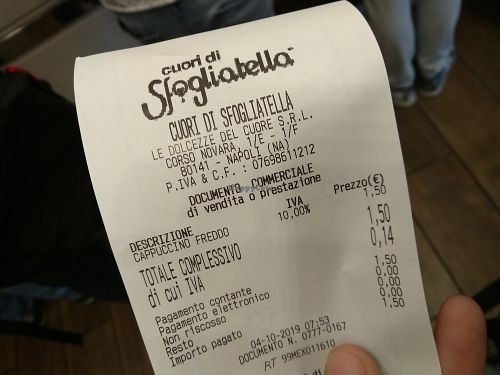 cuori di
Sfogliatella
CUORI DI SFOGLIATELLA
LE DOLCEZZE DEL CUORE S.R.L.
CORSO NOVARA, 1/E - 1/F
80141 - NAPOLI (NA)
P.IVA & C.F. : 07698611212
DOCUMENTO COMMERCIALE
di vendita o prestazione
DESCRIZIONE IVA Prezzo(€)
CAPPUCCINO FREDDO 10,00% 1,50
TOTALE COMPLESSIVO 1,50
di cui IVA 0,14
Pagamento contante 1,50
Pagamento elettronico 0,00
Non riscosso 0,00
Resto 0,00
Importo pagato 1,50
04-10-2019 07:53
DOCUMENTO N. 0777-0167
RT 99MEX011610